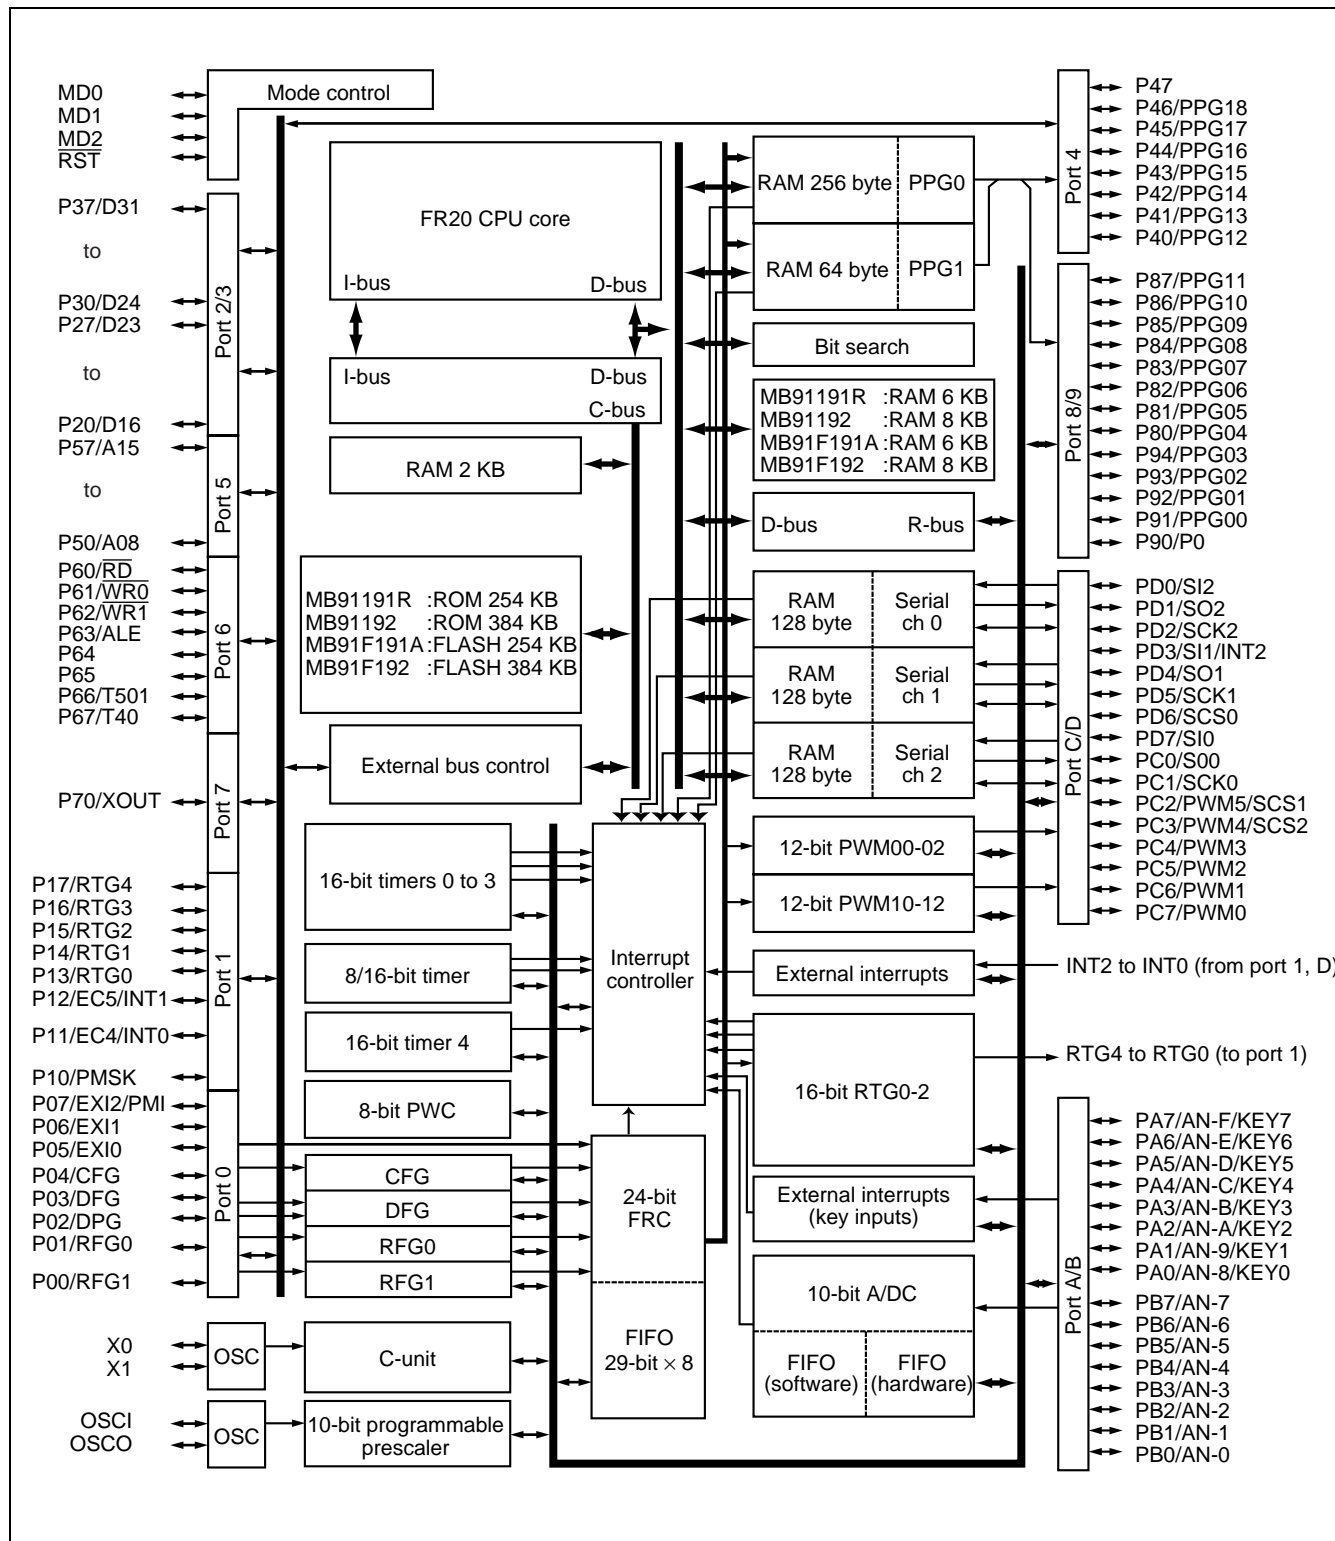 MD0
MD1
MD2
RST
Mode control
P37/D31
to
P30/D24
P27/D23
to
P20/D16
Port 2/3
P57/A15
to
P50/A08
Port 5
P60/RD
P61/WR0
P62/WR1
P63/ALE
P64
P65
P66/T501
P67/T40
Port 6
P70/XOUT
Port 7
P17/RTG4
P16/RTG3
P15/RTG2
P14/RTG1
P13/RTG0
P12/EC5/INT1
P11/EC4/INT0
P10/PMSK
Port 1
P07/EXI2/PMI
P06/EXI1
P05/EXI0
P04/CFG
P03/DFG
P02/DPG
P01/RFG0
P00/RFG1
Port 0
X0
X1
OSC
OSCI
OSCO
OSC
FR20 CPU core
I-bus
D-bus
I-bus
D-bus
C-bus
RAM 2 KB
MB91191R :ROM 254 KB
MB91192 :ROM 384 KB
MB91F191A :FLASH 254 KB
MB91F192 :FLASH 384 KB
External bus control
16-bit timers 0 to 3
8/16-bit timer
16-bit timer 4
8-bit PWC
CFG
DFG
RFG0
RFG1
C-unit
10-bit programmable
prescaler
Interrupt
controller
24-bit
FRC
FIFO
29-bit × 8
RAM 256 byte
PPG0
RAM 64 byte
PPG1
Bit search
MB91191R :RAM 6 KB
MB91192 :RAM 8 KB
MB91F191A :RAM 6 KB
MB91F192 :RAM 8 KB
D-bus
R-bus
RAM
128 byte
Serial
ch 0
RAM
128 byte
Serial
ch 1
RAM
128 byte
Serial
ch 2
12-bit PWM00-02
12-bit PWM10-12
External interrupts
16-bit RTG0-2
External interrupts
(key inputs)
10-bit A/DC
FIFO
(software)
FIFO
(hardware)
Port 4
P47
P46/PPG18
P45/PPG17
P44/PPG16
P43/PPG15
P42/PPG14
P41/PPG13
P40/PPG12
Port 8/9
P87/PPG11
P86/PPG10
P85/PPG09
P84/PPG08
P83/PPG07
P82/PPG06
P81/PPG05
P80/PPG04
P94/PPG03
P93/PPG02
P92/PPG01
P91/PPG00
P90/P0
Port C/D
PD0/SI2
PD1/SO2
PD2/SCK2
PD3/SI1/INT2
PD4/SO1
PD5/SCK1
PD6/SCS0
PD7/SI0
PC0/S00
PC1/SCK0
PC2/PWM5/SCS1
PC3/PWM4/SCS2
PC4/PWM3
PC5/PWM2
PC6/PWM1
PC7/PWM0
INT2 to INT0 (from port 1, D)
RTG4 to RTG0 (to port 1)
Port A/B
PA7/AN-F/KEY7
PA6/AN-E/KEY6
PA5/AN-D/KEY5
PA4/AN-C/KEY4
PA3/AN-B/KEY3
PA2/AN-A/KEY2
PA1/AN-9/KEY1
PA0/AN-8/KEY0
PB7/AN-7
PB6/AN-6
PB5/AN-5
PB4/AN-4
PB3/AN-3
PB2/AN-2
PB1/AN-1
PB0/AN-0